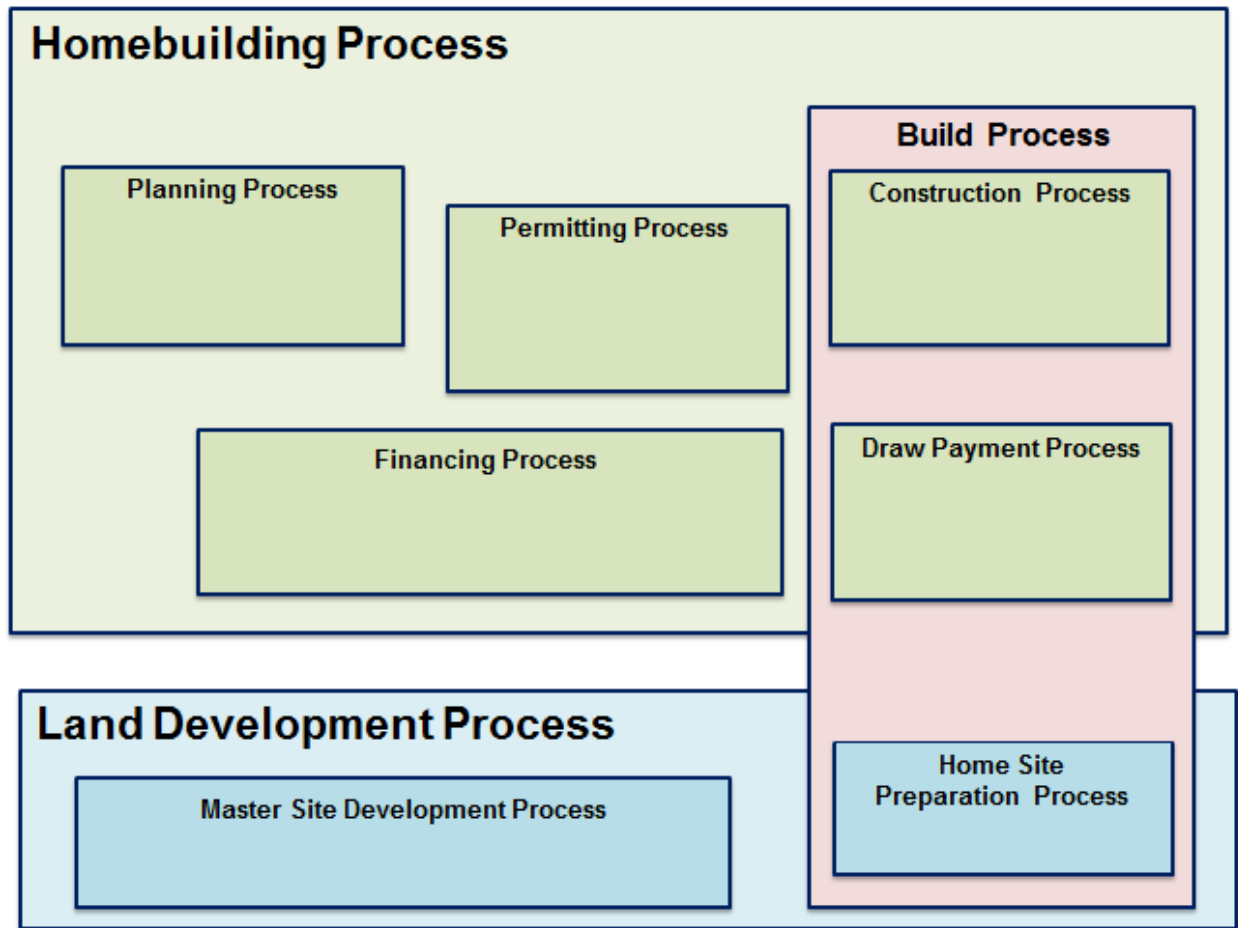 Homebuilding Process
Build Process
Planning Process
Construction Process
Permitting Process
Financing Process
Draw Payment Process
Land Development Process
Home Site
Preparation Process
Master Site Development Process